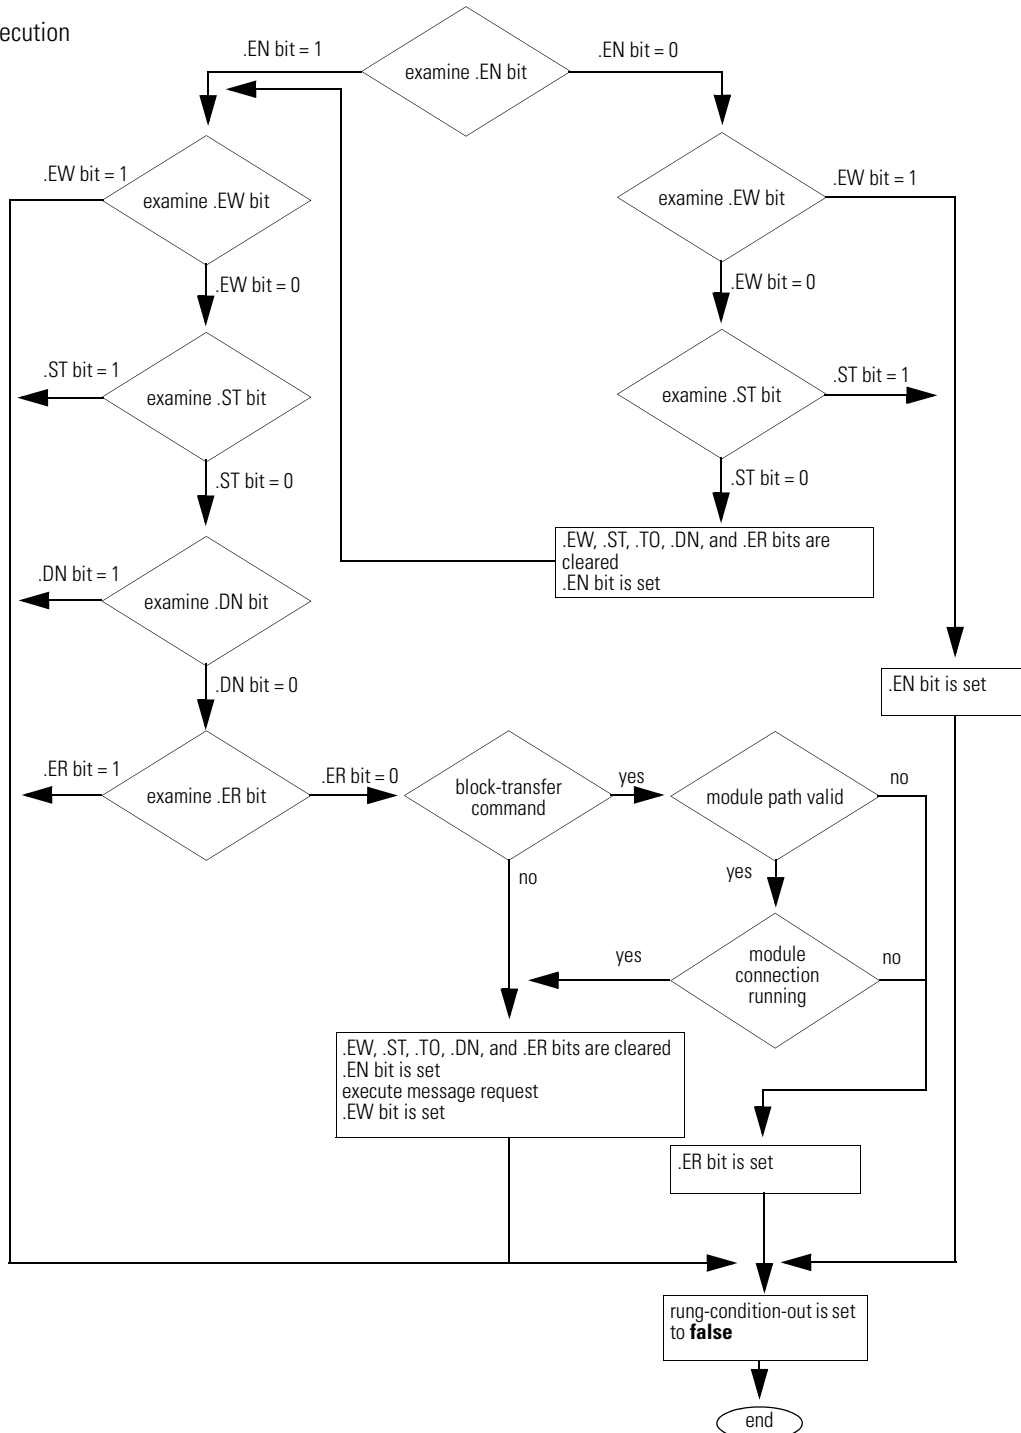 ecution
.EN bit = 1
.EN bit = 0
examine .EN bit
.EW bit = 1
examine .EW bit
examine .EW bit
.EW bit = 1
.EW bit = 0
.EW bit = 0
.ST bit = 1
examine .ST bit
examine .ST bit
.ST bit = 1
.ST bit = 0
.ST bit = 0
.EW, .ST, .TO, .DN, and .ER bits are
cleared
.EN bit is set
.DN bit = 1
examine .DN bit
.DN bit = 0
.EN bit is set
.ER bit = 1
examine .ER bit
.ER bit = 0
block-transfer
command
yes
module path valid
no
no
yes
yes
module
connection
running
no
.EW, .ST, .TO, .DN, and .ER bits are cleared
.EN bit is set
execute message request
.EW bit is set
.ER bit is set
rung-condition-out is set
to false
end